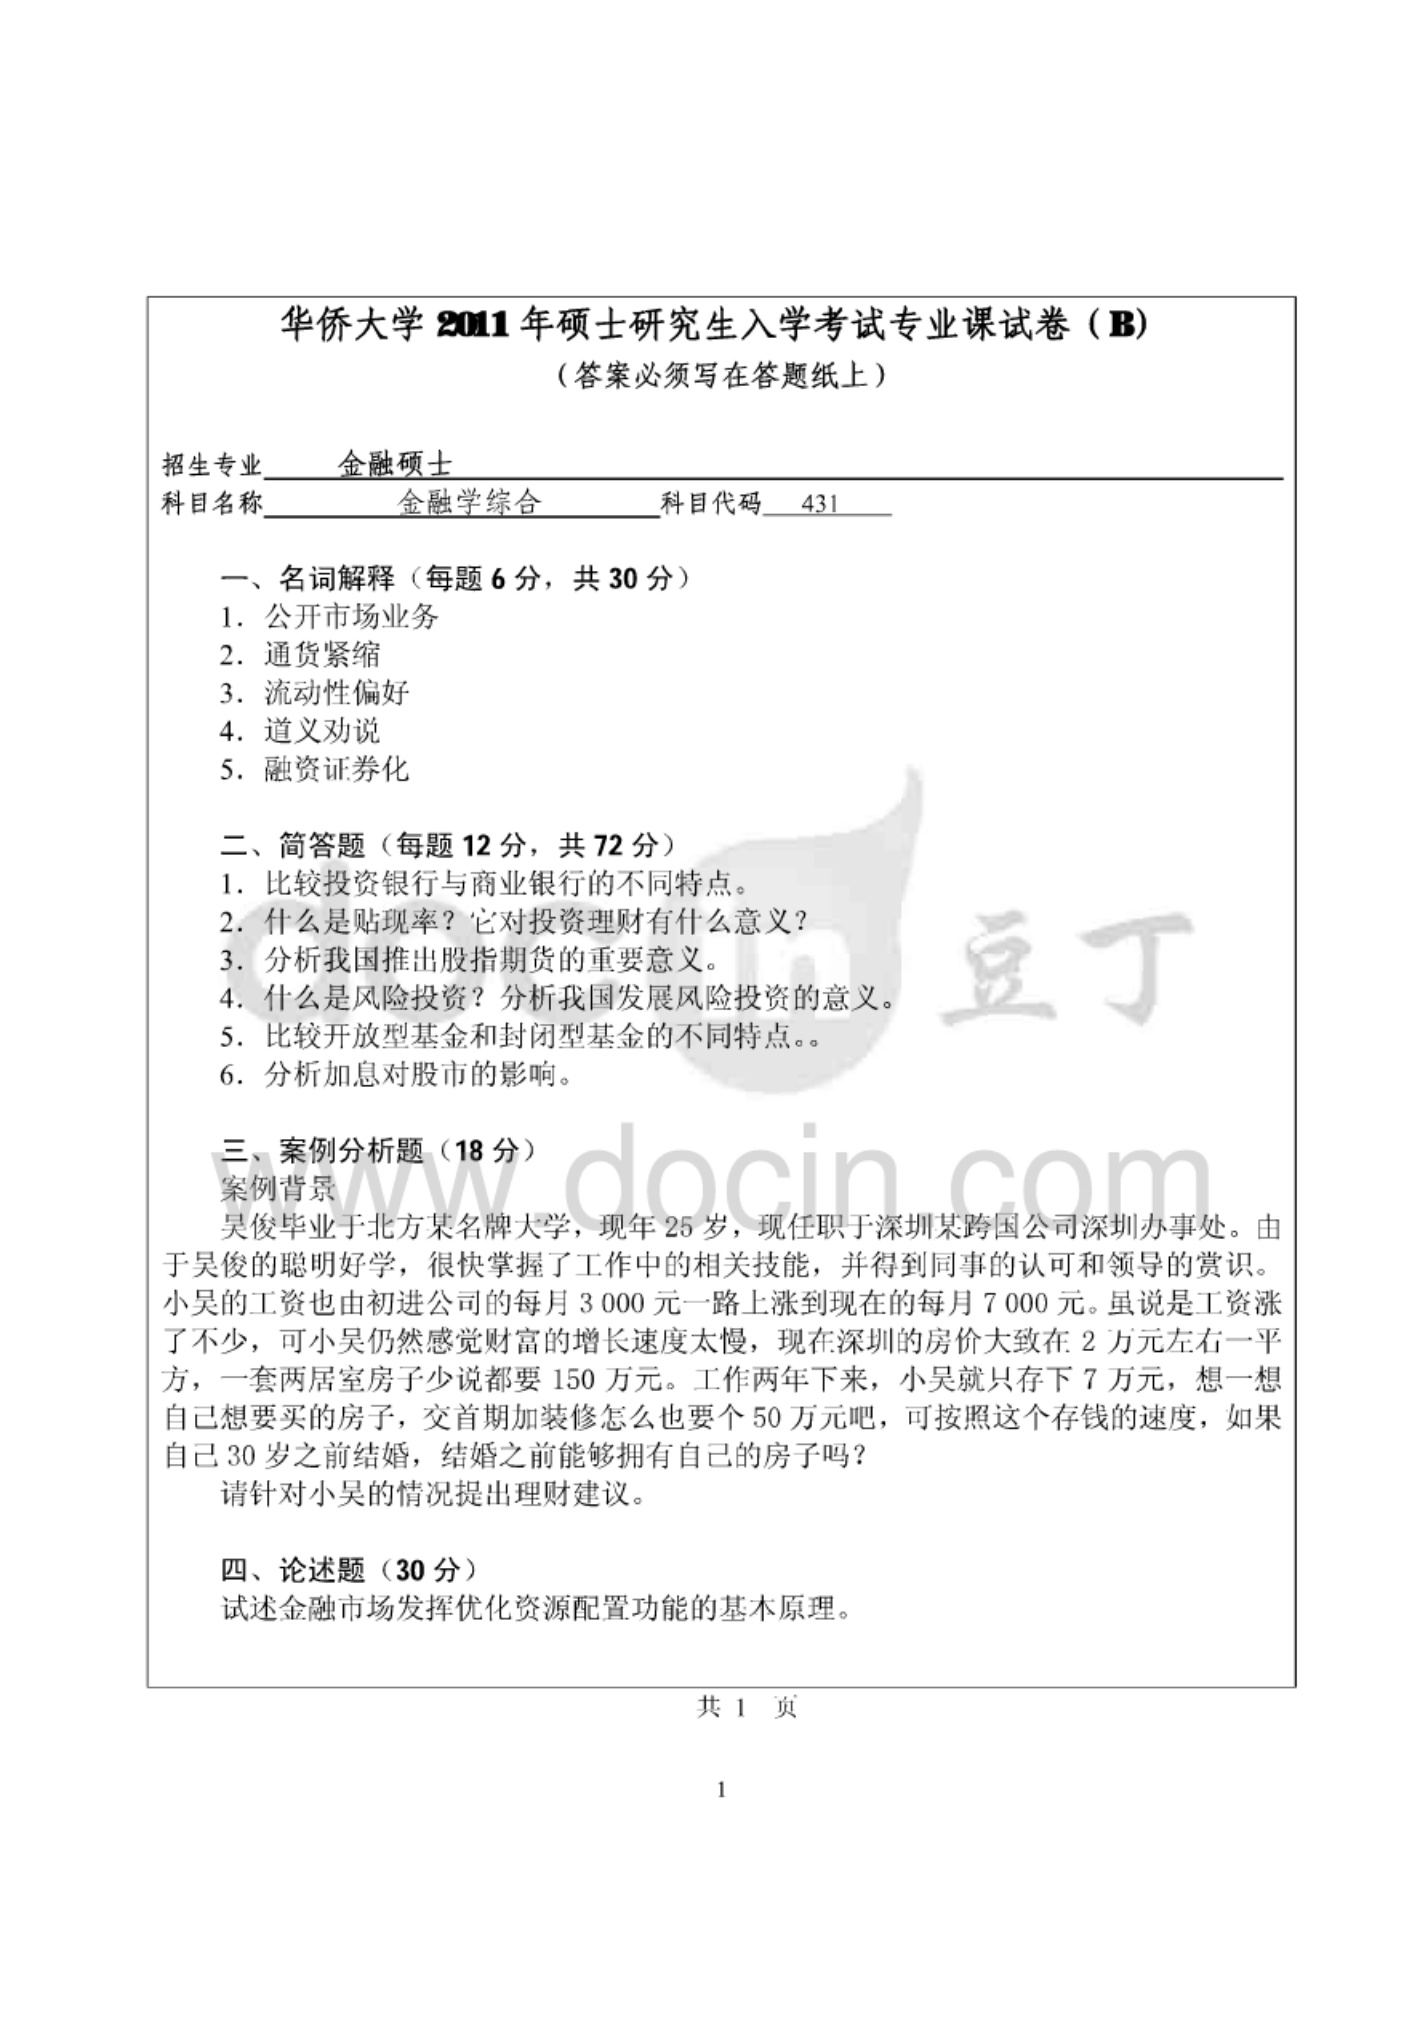 华侨大学 2011 年硕士研究生入学考试专业课试卷（B）
（答案必须写在答题纸上）
招生专业 金融硕士
科目名称 金融学综合 科目代码 431
一、名词解释（每题 6 分，共 30 分）
1．公开市场业务
2．通货紧缩
3．流动性偏好
4．道义劝说
5．融资证券化
二、简答题（每题 12 分，共 72 分）
1．比较投资银行与商业银行的不同特点。
2．什么是贴现率？它对投资理财有什么意义？
3．分析我国推出股指期货的重要意义。
4．什么是风险投资？分析我国发展风险投资的意义。
5．比较开放型基金和封闭型基金的不同特点。。
6．分析加息对股市的影响。
docin 豆丁
三、案例分析题（18 分）
www.docin.com
案例背景
吴俊毕业于北方某名牌大学，现年 25 岁，现任职于深圳某跨国公司深圳办事处。由
于吴俊的聪明好学，很快掌握了工作中的相关技能，并得到同事的认可和领导的赏识。
小吴的工资也由初进公司的每月 3 000 元一路上涨到现在的每月 7 000 元。虽说是工资涨
了不少，可小吴仍然感觉财富的增长速度太慢，现在深圳的房价大致在 2 万元左右一平
方，一套两居室房子少说都要 150 万元。工作两年下来，小吴就只存下 7 万元，想一想
自己想要买的房子，交首期加装修怎么也要个 50 万元吧，可按照这个存钱的速度，如果
自己 30 岁之前结婚，结婚之前能够拥有自己的房子吗？
请针对小吴的情况提出理财建议。
四、论述题（30 分）
试述金融市场发挥优化资源配置功能的基本原理。
共 1 页
1